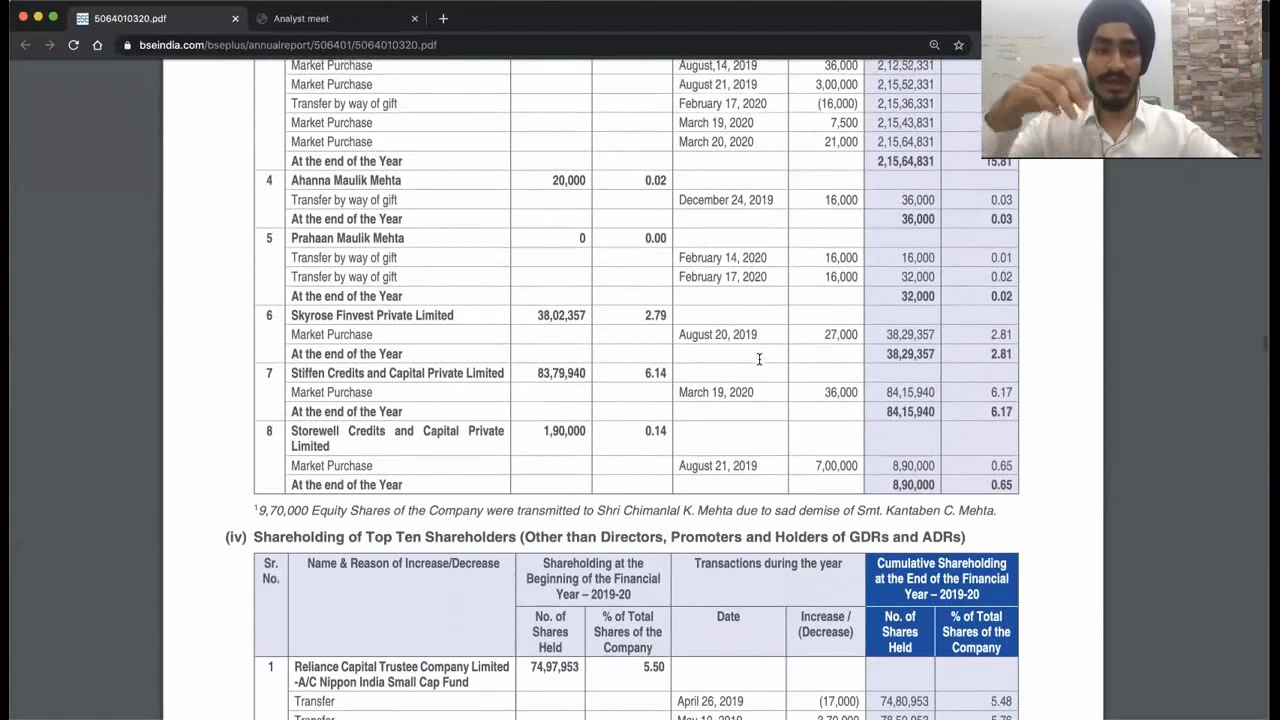 5064010320.pdf
Analyst meet
bseindia.com/bseplus/annualreport/506401/5064010320.pdf
Market Purchase August,14, 2019 36,000 2,12,52,331
Market Purchase August 21, 2019 3,00,000 2,15,52,331
Transfer by way of gift February 17, 2020 (16,000) 2,15,36,331
Market Purchase March 19, 2020 7,500 2,15,43,831
Market Purchase March 20, 2020 21,000 2,15,64,831
At the end of the Year 2,15,64,831 15.81
4 Ahanna Maulik Mehta 20,000 0.02
Transfer by way of gift December 24, 2019 16,000 36,000 0.03
At the end of the Year 36,000 0.03
5 Prahaan Maulik Mehta 0 0.00
Transfer by way of gift February 14, 2020 16,000 16,000 0.01
Transfer by way of gift February 17, 2020 16,000 32,000 0.02
At the end of the Year 32,000 0.02
6 Skyrose Finvest Private Limited 38,02,357 2.79
Market Purchase August 20, 2019 27,000 38,29,357 2.81
At the end of the Year 38,29,357 2.81
7 Stiffen Credits and Capital Private Limited 83,79,940 6.14
Market Purchase March 19, 2020 36,000 84,15,940 6.17
At the end of the Year 84,15,940 6.17
8 Storewell Credits and Capital Private 1,90,000 0.14
Limited
Market Purchase August 21, 2019 7,00,000 8,90,000 0.65
At the end of the Year 8,90,000 0.65
1 9,70,000 Equity Shares of the Company were transmitted to Shri Chimanlal K. Mehta due to sad demise of Smt. Kantaben C. Mehta.
(iv) Shareholding of Top Ten Shareholders (Other than Directors, Promoters and Holders of GDRs and ADRs)
Sr. Name & Reason of Increase/Decrease Shareholding at the Transactions during the year Cumulative Shareholding
No. Beginning of the Financial at the End of the Financial
Year – 2019-20 Year – 2019-20
No. of % of Total Date Increase / No. of % of Total
Shares Shares of the (Decrease) Shares Shares of the
Held Company Held Company
1 Reliance Capital Trustee Company Limited 74,97,953 5.50
-A/C Nippon India Small Cap Fund
Transfer April 26, 2019 (17,000) 74,80,953 5.48